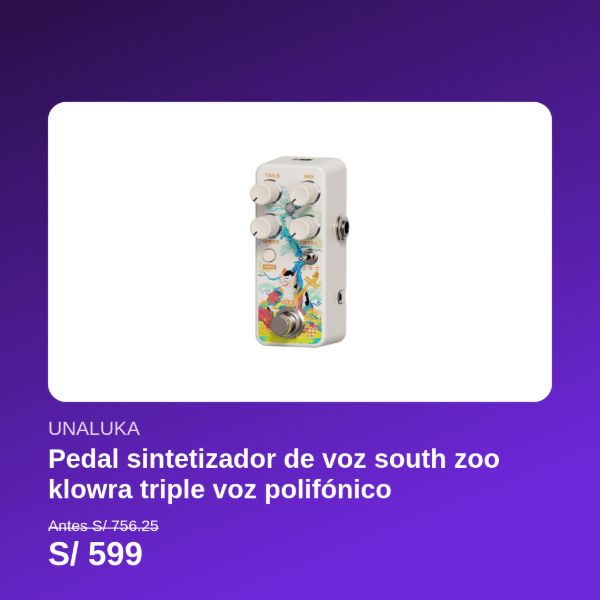 TAILS
MIX
SPEED
DETAIL
UNALUKA
Pedal sintetizador de voz south zoo
klowra triple voz polifónico
Antes S/ 756.25
S/ 599